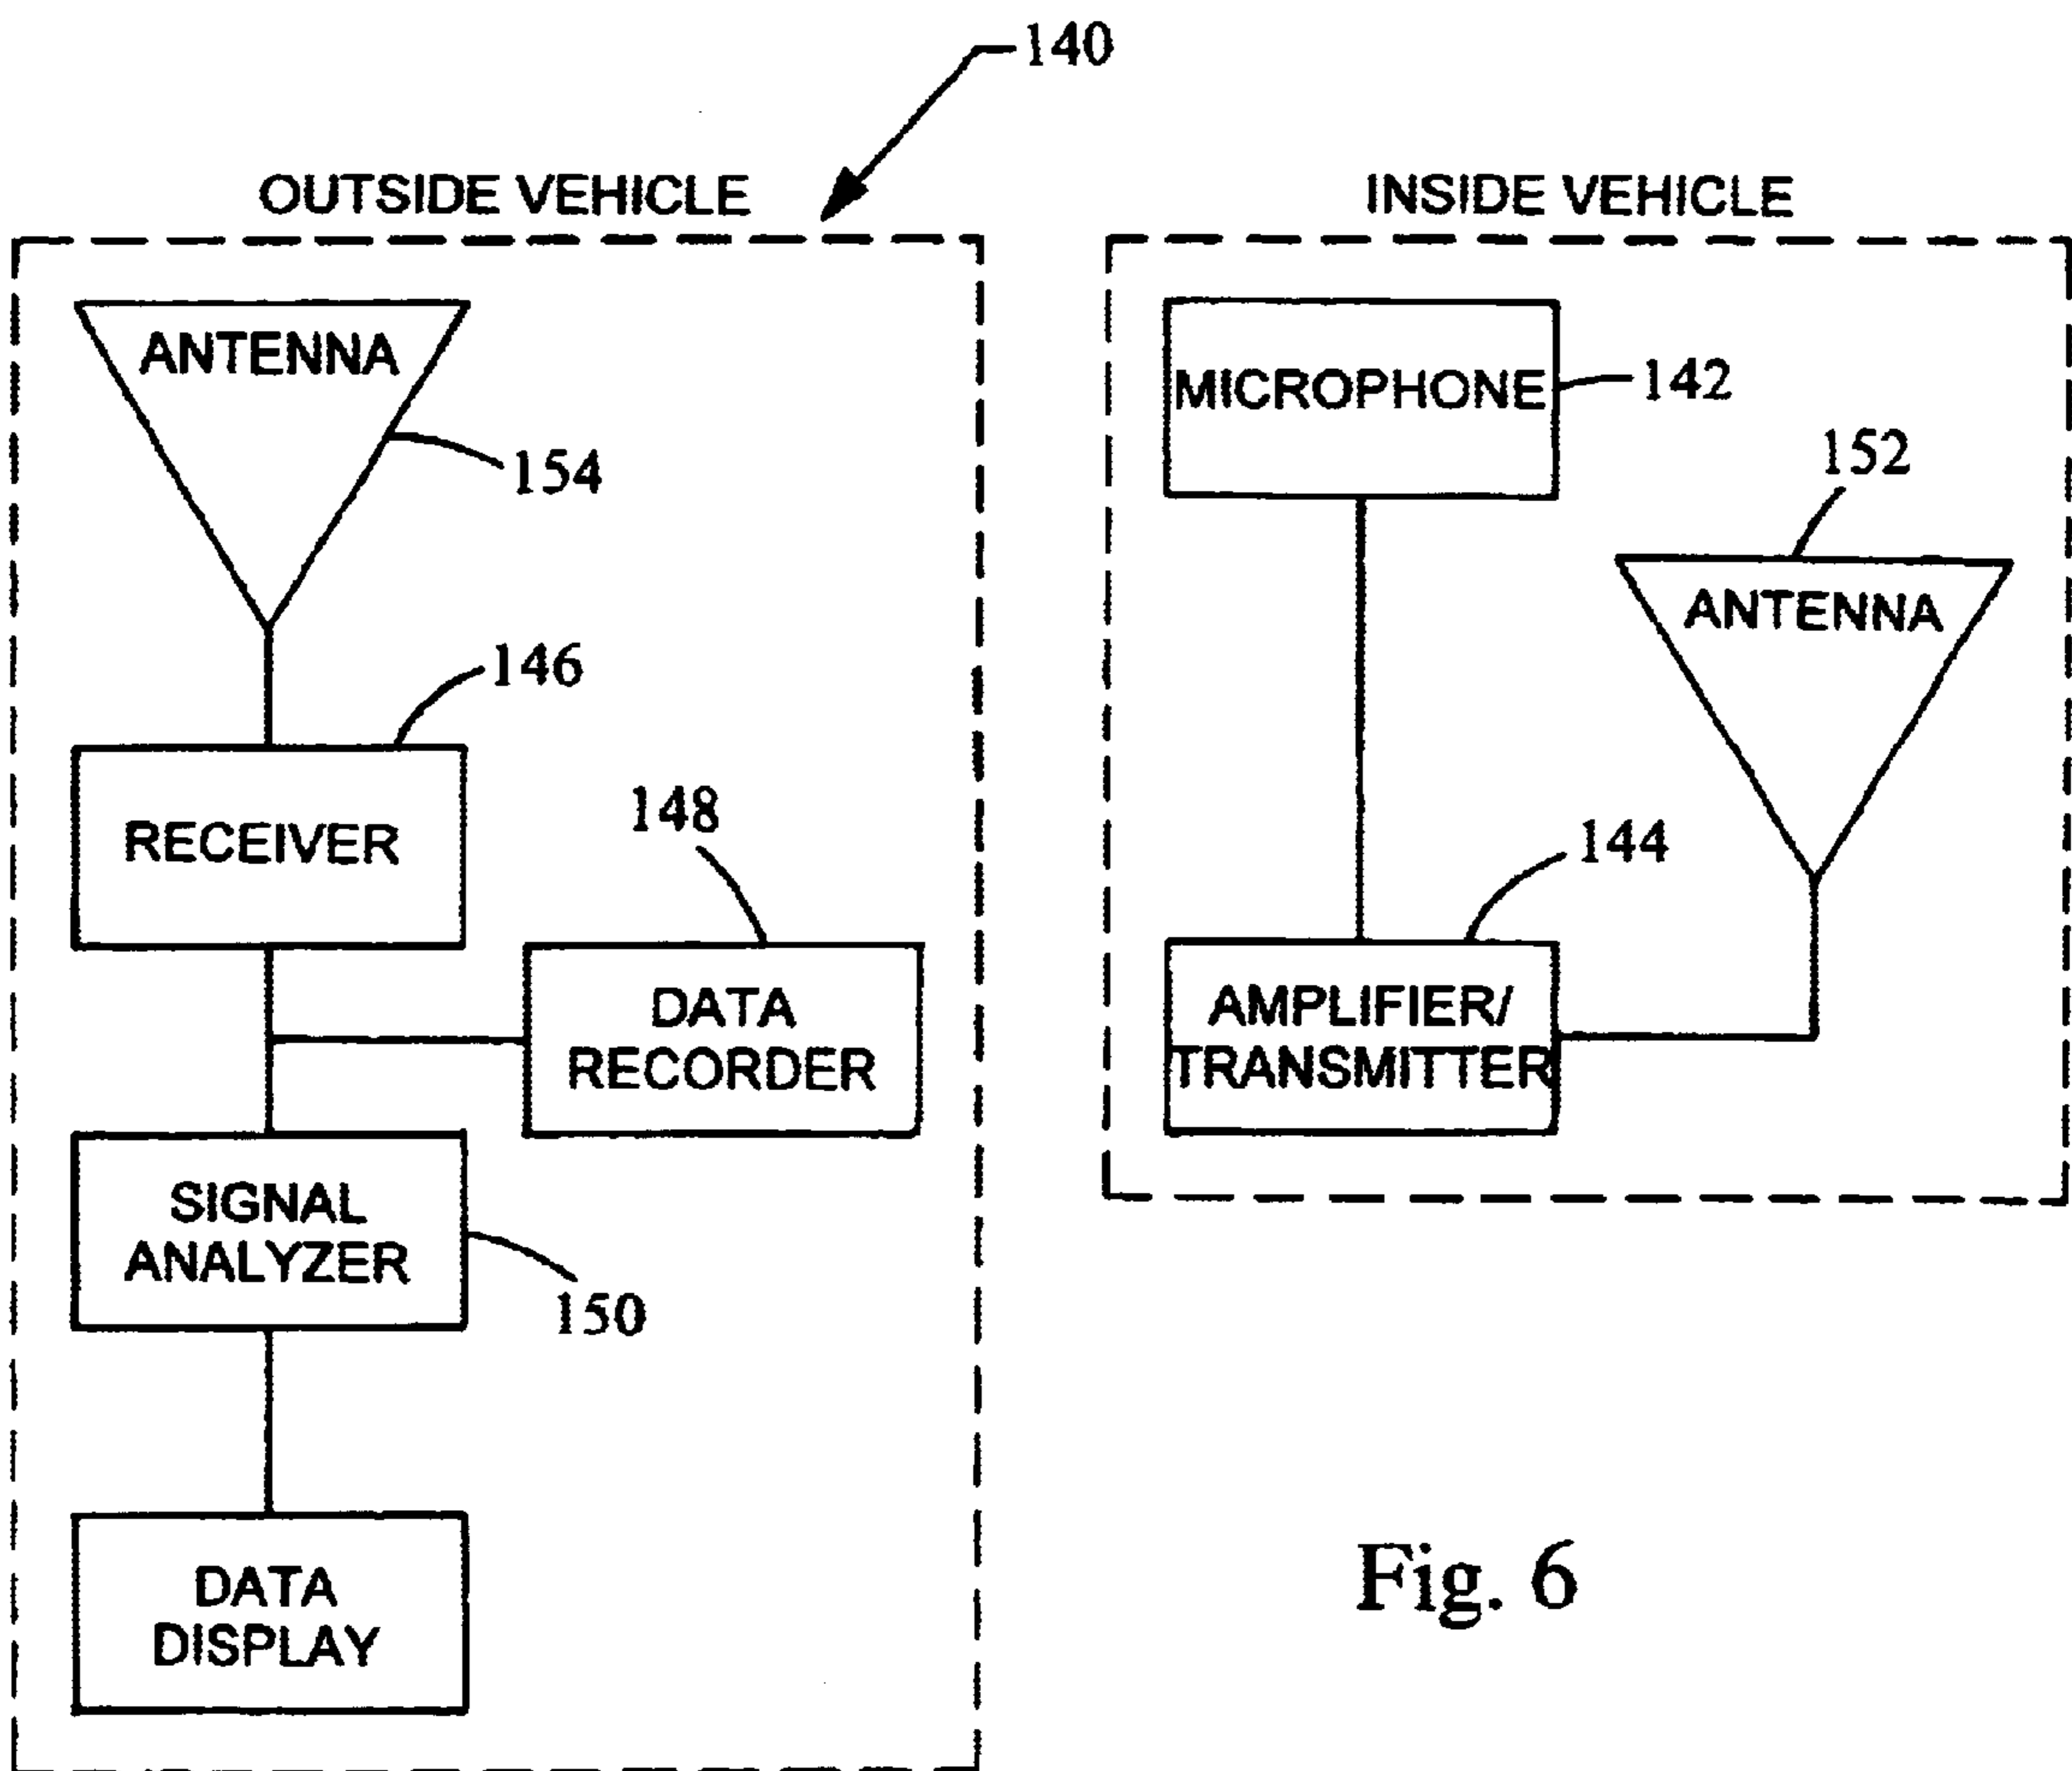 140
OUTSIDE VEHICLE
ANTENNA
154
146
RECEIVER
148
DATA
RECORDER
SIGNAL
ANALYZER
150
DATA
DISPLAY
INSIDE VEHICLE
MICROPHONE
142
152
ANTENNA
144
AMPLIFIER/
TRANSMITTER
Fig. 6